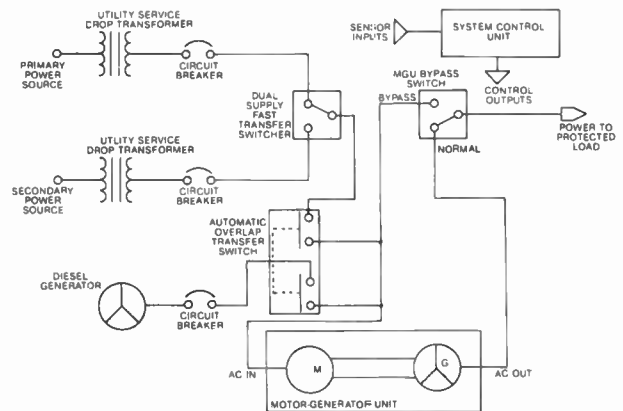 UTILITY SERVICE
DROP TRANSFORMER
PRIMARY
POWER
SOURCE
CIRCUIT
BREAKER
SENSOR
INPUTS
SYSTEM CONTROL
UNIT
CONTROL
OUTPUTS
MGU BYPASS
SWITCH
BYPASS
NORMAL
POWER TO
PROTECTED
LOAD
DUAL
SUPPLY
FAST
TRANSFER
SWITCHER
UTLITY SERVICE
DROP TRANSFORMER
SECONDARY
POWER
SOURCE
CIRCUIT
BREAKER
AUTOMATIC
OVERLAP
TRANSFER
SWITCH
DIESEL
GENERATOR
CIRCUIT
BREAKER
AC IN
M
G
AC OUT
MOTOR-GENERATOR UNIT